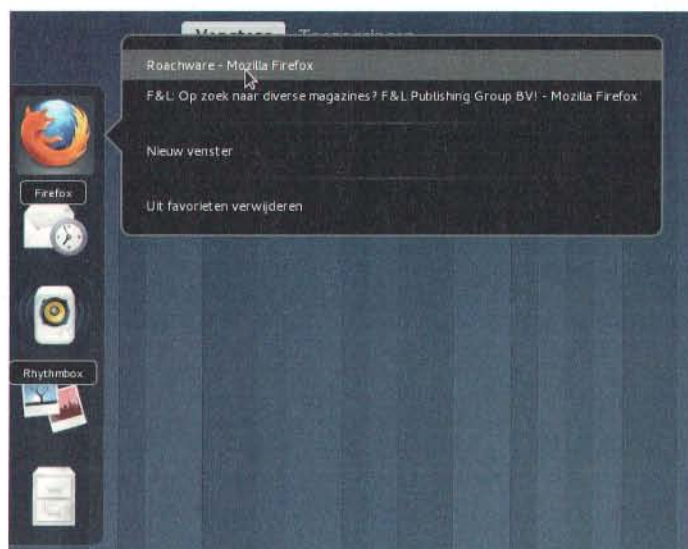 Roachware - Mozilla Firefox
F&L: Op zoek naar diverse magazines? F&L Publishing Group BV! - Mozilla Firefox
Nieuw venster
Uit favorieten verwijderen
Firefox
Rhythmbox